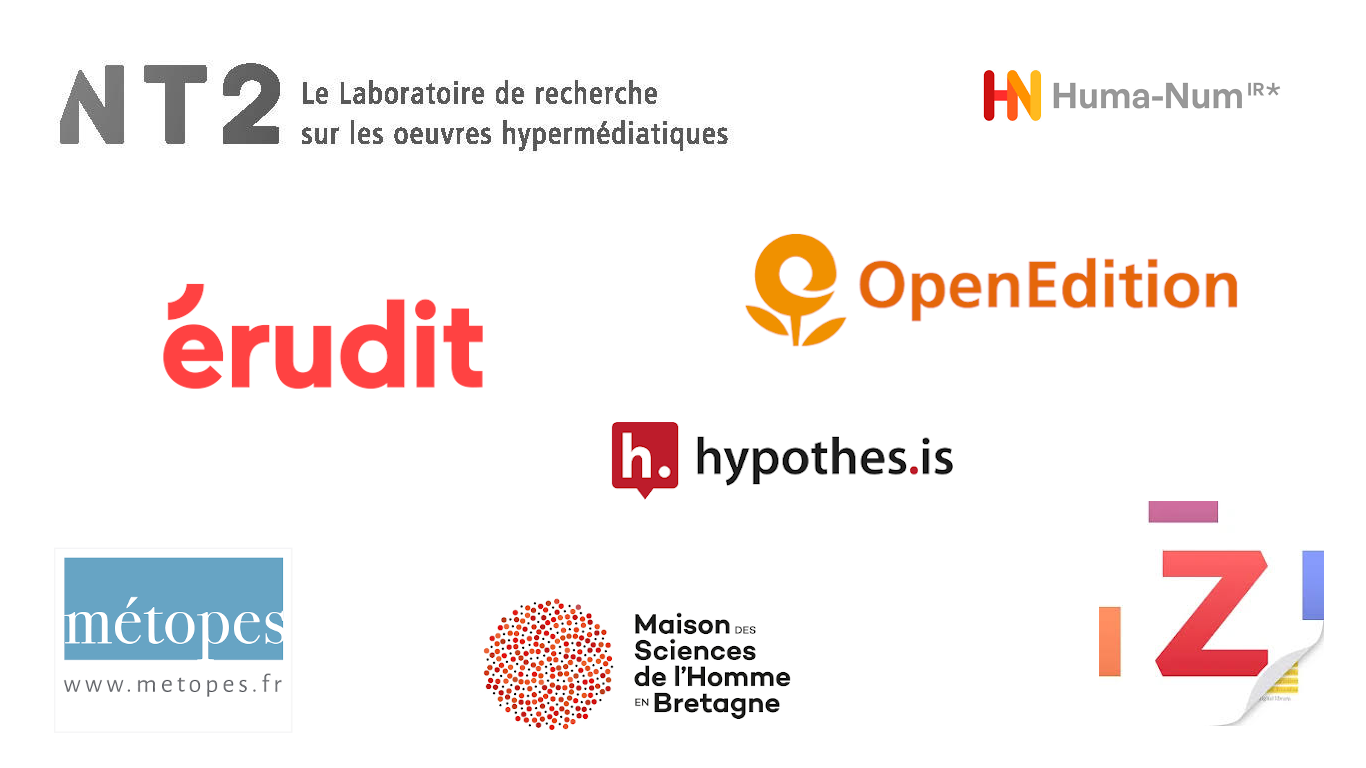 NT2
Le Laboratoire de recherche
sur les oeuvres hypermédiatiques
HN Huma-Num IR*
érudit
OpenEdition
h. hypothes.is
métopes
www.metopes.fr
Maison DES
Sciences
de l'Homme
EN Bretagne
Z